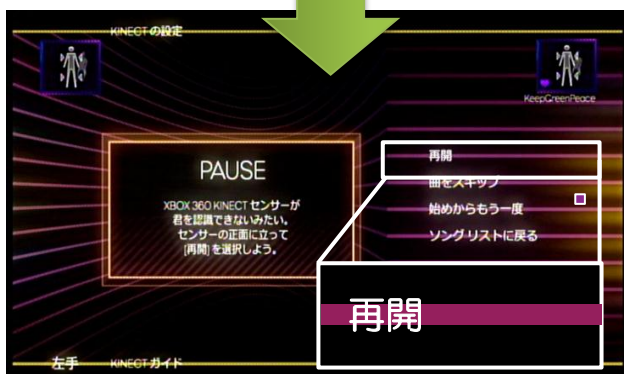 KINECT の設定
KeepGreenPeace
PAUSE
XBOX 360 KINECT センサーが
君を認識できないみたい。
センサーの正面に立って
[再開] を選択しよう。
再開
曲をスキップ
始めからもう一度
ソングリストに戻る
再開
左手
KINECT ガイド